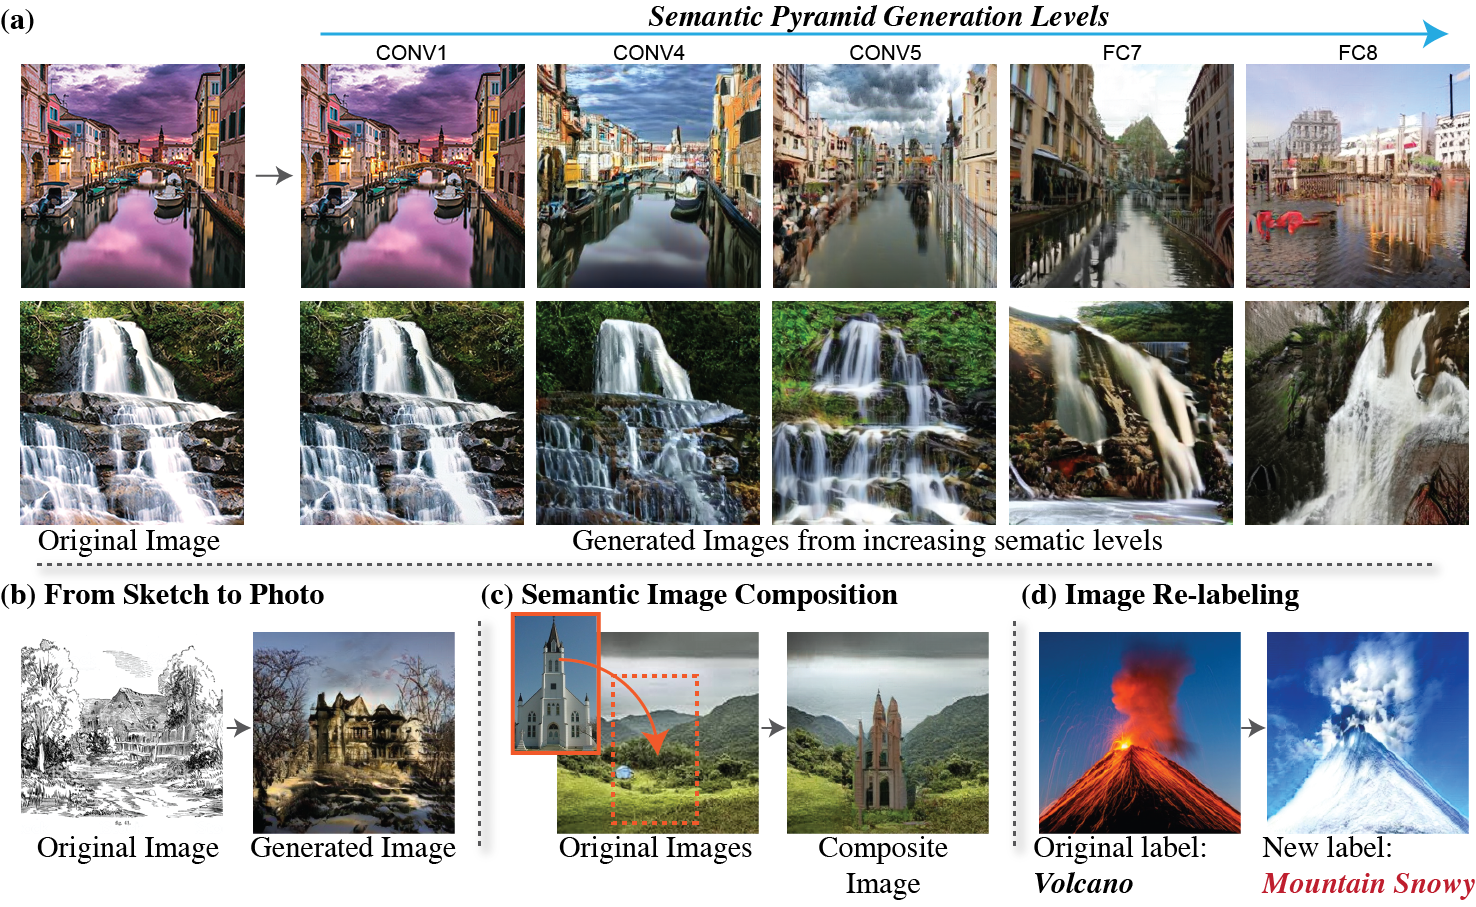 (a)
Semantic Pyramid Generation Levels
CONV1 CONV4 CONV5 FC7 FC8
Original Image
Generated Images from increasing sematic levels
(b) From Sketch to Photo
(c) Semantic Image Composition
(d) Image Re-labeling
fig. 41.
Original Image
Generated Image
Original Images
Composite
Image
Original label:
Volcano
New label:
Mountain Snowy